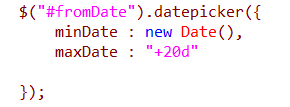 $("#fromDate").datepicker({
minDate : new Date(),
maxDate : "+20d"
});